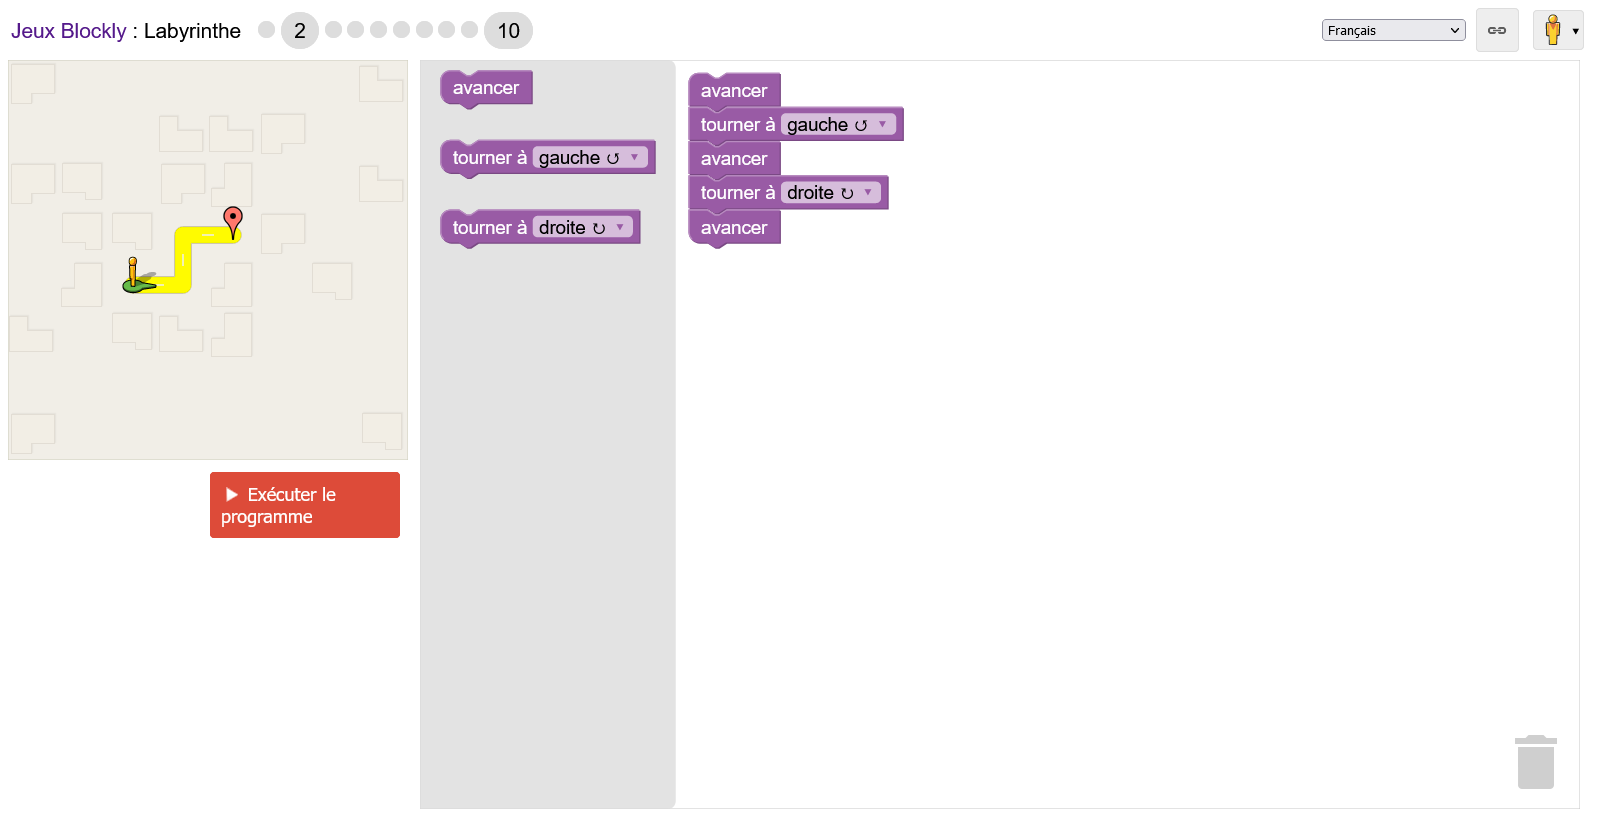 Jeux Blockly : Labyrinthe 2 10 Français
avancer
tourner à gauche ↺
tourner à droite ↻
avancer
tourner à gauche ↺
avancer
tourner à droite ↻
avancer
Exécuter le
programme